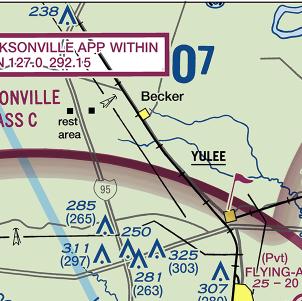 238
KSONVILLE APP WITHIN
N 127.0 292.15
07
ONVILLE
ASS C
Becker
rest
area
YULEE
95
285
(265)
250
311
(297)
325
(303)
281
(263)
307
(280)
(Pvt)
FLYING-A
25 - 20